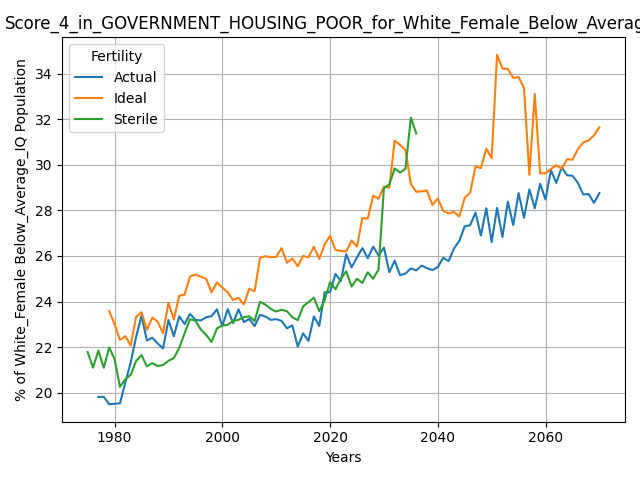 Score_4_in_GOVERNMENT_HOUSING_POOR_for_White_Female_Below_Averag
Fertility
Actual
Ideal
Sterile
% of White_Female Below_Average_IQ Population
34
32
30
28
26
24
22
20
1980
2000
2020
2040
2060
Years